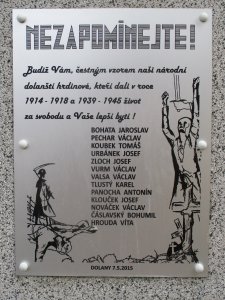 NEZAPOMÍNEJTE!
Budiž Vám, čestným vzorem naši národní
dolanští hrdinové, kteří dali v roce
1914 - 1918 a 1939 - 1945 život
za svobodu a Vaše lepší bytí !
BOHATA JAROSLAV
PECHAR VÁCLAV
KOUBEK TOMÁŠ
URBÁNEK JOSEF
ZLOCH JOSEF
VURM VÁCLAV
VALSA VÁCLAV
TLUSTÝ KAREL
PANOCHA ANTONÍN
KLOUČEK JOSEF
NOVÁČEK VÁCLAV
ČÁSLAVSKÝ BOHUMIL
HROUDA VÍTA
DOLANY 7.5.2015